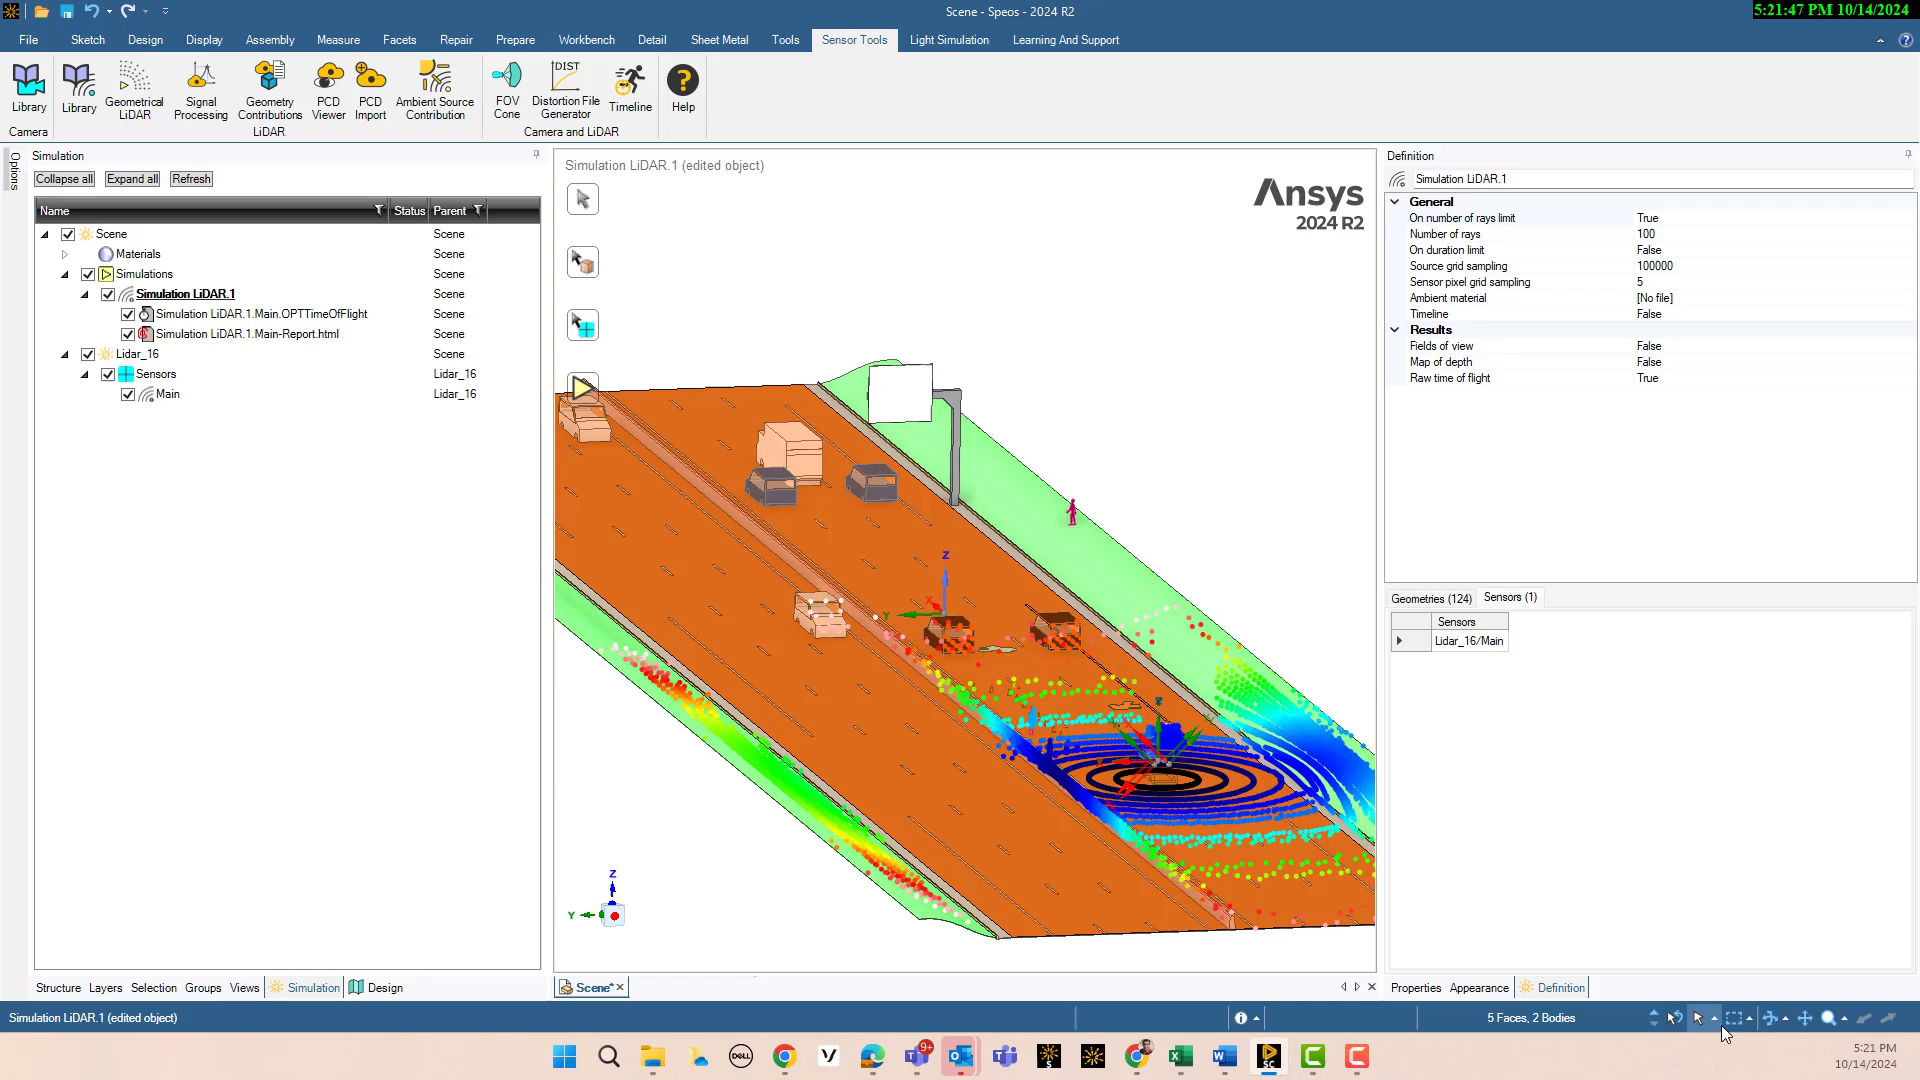 Scene - Speos - 2024 R2
5:21:47 PM 10/14/2024
File Sketch Design Display Assembly Measure Facets Repair Prepare Workbench Detail Sheet Metal Tools Sensor Tools Light Simulation Learning And Support
Library
Library
Geometrical LiDAR
Signal Processing
Geometry Contributions
PCD Viewer
PCD Import
Ambient Source Contribution
FOV Cone
DIST
Distortion File Generator
Timeline
Help
Camera LiDAR Camera and LiDAR
Options
Simulation
Collapse all Expand all Refresh
Name Status Parent
Scene Scene
Materials Scene
Simulations Scene
Simulation LiDAR.1 Scene
Simulation LiDAR.1.Main.OPTTimeOfFlight Scene
Simulation LiDAR.1.Main-Report.html Scene
Lidar_16 Scene
Sensors Lidar_16
Main Lidar_16
Simulation LiDAR.1 (edited object)
Ansys
2024 R2
Z
Y
X
Z
Y
Definition
Simulation LiDAR.1
General
On number of rays limit True
Number of rays 100
On duration limit False
Source grid sampling 100000
Sensor pixel grid sampling 5
Ambient material [No file]
Timeline False
Results
Fields of view False
Map of depth False
Raw time of flight True
Geometries (124) Sensors (1)
Sensors
Lidar_16/Main
Structure Layers Selection Groups Views Simulation Design
Scene*
Properties Appearance Definition
Simulation LiDAR.1 (edited object)
5 Faces, 2 Bodies
DELL
9+
S
SC
5:21 PM
10/14/2024